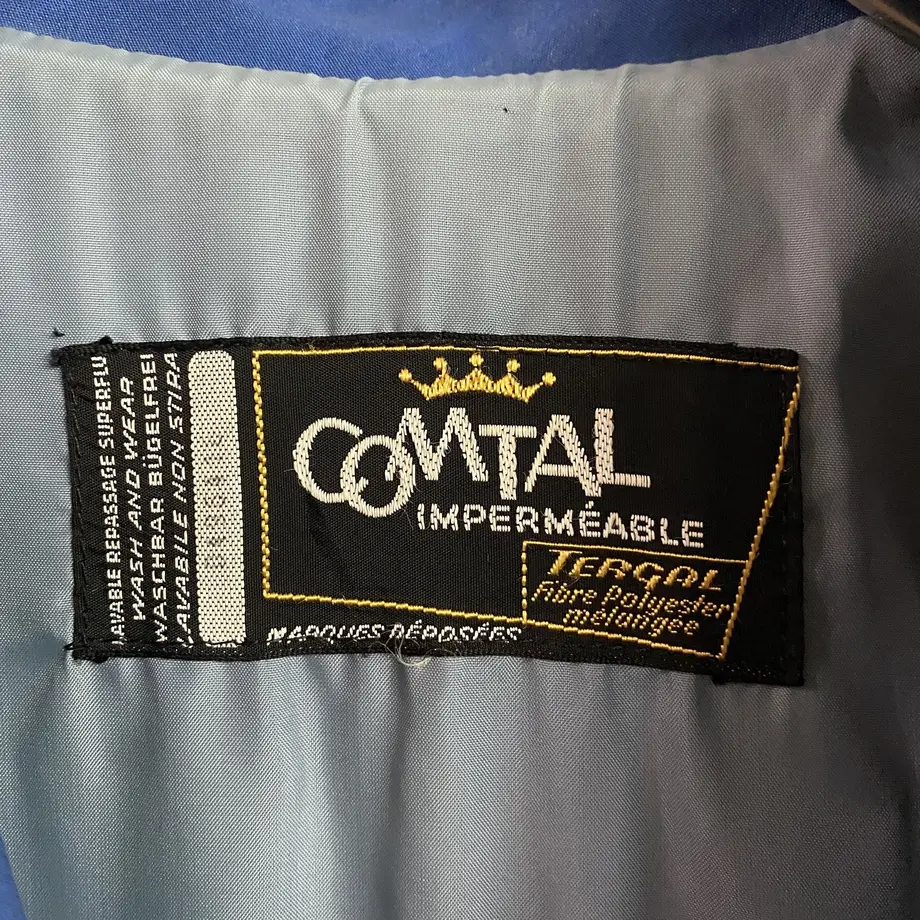 LAVABLE REPASSAGE SUPERFLU
WASH AND WEAR
WASCHBAR BÜGELFREI
LAVABILE NON STIRA
COMTAL
IMPERMÉABLE
TERGAL
Fibre Polyester
mélangée
MARQUES DÉPOSÉES